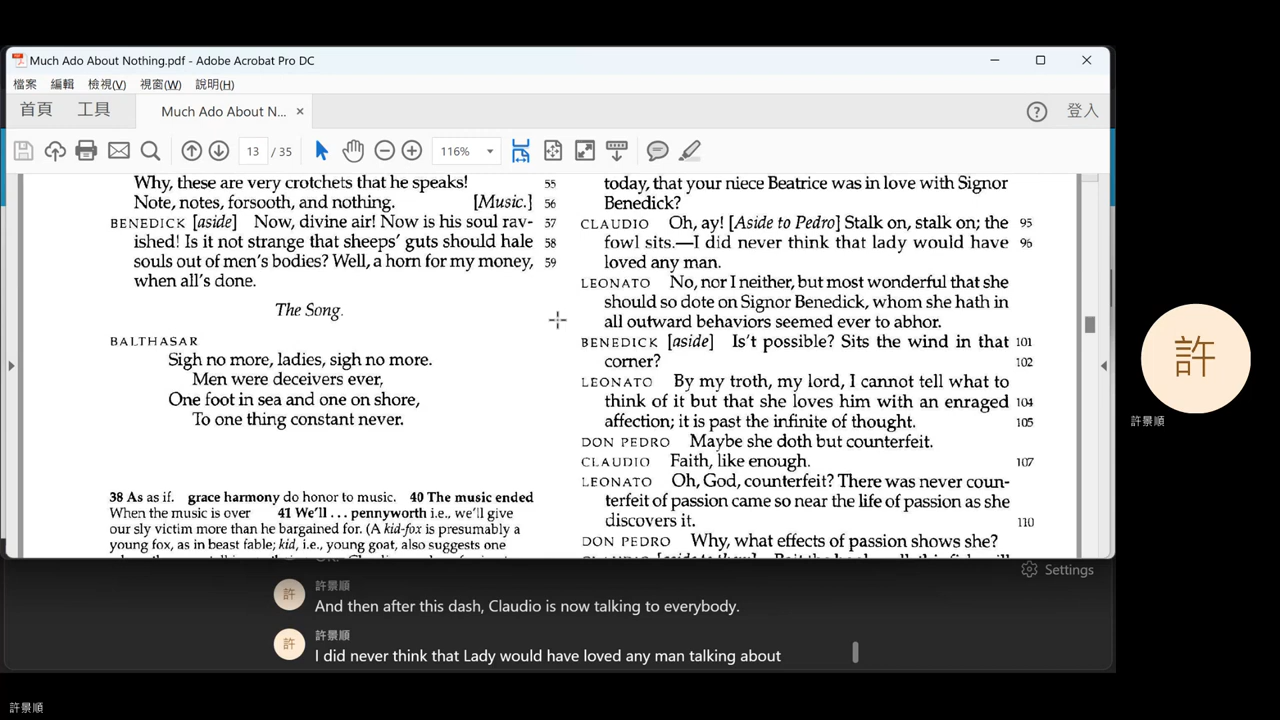 Much Ado About Nothing.pdf - Adobe Acrobat Pro DC
檔案 編輯 檢視(V) 視窗(W) 說明(H)
首頁 工具 Much Ado About N... × 登入
13 / 35 116%
Why, these are very crotchets that he speaks! 55
Note, notes, forsooth, and nothing. [Music.] 56
BENEDICK [aside] Now, divine air! Now is his soul rav- 57
ished! Is it not strange that sheeps' guts should hale 58
souls out of men's bodies? Well, a horn for my money, 59
when all's done.
The Song.
BALTHASAR
Sigh no more, ladies, sigh no more.
Men were deceivers ever,
One foot in sea and one on shore,
To one thing constant never.
38 As as if. grace harmony do honor to music. 40 The music ended
When the music is over 41 We'll . . . pennyworth i.e., we'll give
our sly victim more than he bargained for. (A kid-fox is presumably a
young fox, as in beast fable; kid, i.e., young goat, also suggests one
today, that your niece Beatrice was in love with Signor
Benedick?
CLAUDIO Oh, ay! [Aside to Pedro] Stalk on, stalk on; the 95
fowl sits.—I did never think that lady would have 96
loved any man.
LEONATO No, nor I neither, but most wonderful that she
should so dote on Signor Benedick, whom she hath in
all outward behaviors seemed ever to abhor.
BENEDICK [aside] Is't possible? Sits the wind in that 101
corner? 102
LEONATO By my troth, my lord, I cannot tell what to
think of it but that she loves him with an enraged 104
affection; it is past the infinite of thought. 105
DON PEDRO Maybe she doth but counterfeit.
CLAUDIO Faith, like enough. 107
LEONATO Oh, God, counterfeit? There was never coun-
terfeit of passion came so near the life of passion as she
discovers it. 110
DON PEDRO Why, what effects of passion shows she?
Settings
許景順
And then after this dash, Claudio is now talking to everybody.
許景順
I did never think that Lady would have loved any man talking about
許
許景順
許
許
許景順